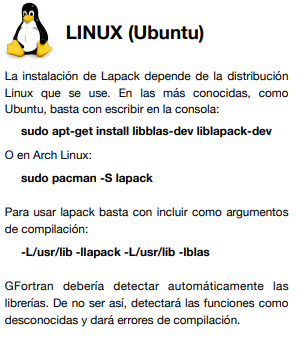 LINUX (Ubuntu)
La instalación de Lapack depende de la distribución
Linux que se use. En las más conocidas, como
Ubuntu, basta con escribir en la consola:
sudo apt-get install libblas-dev liblapack-dev
O en Arch Linux:
sudo pacman -S lapack
Para usar lapack basta con incluir como argumentos
de compilación:
-L/usr/lib -llapack -L/usr/lib -lblas
GFortran debería detectar automáticamente las
librerías. De no ser así, detectará las funciones como
desconocidas y dará errores de compilación.